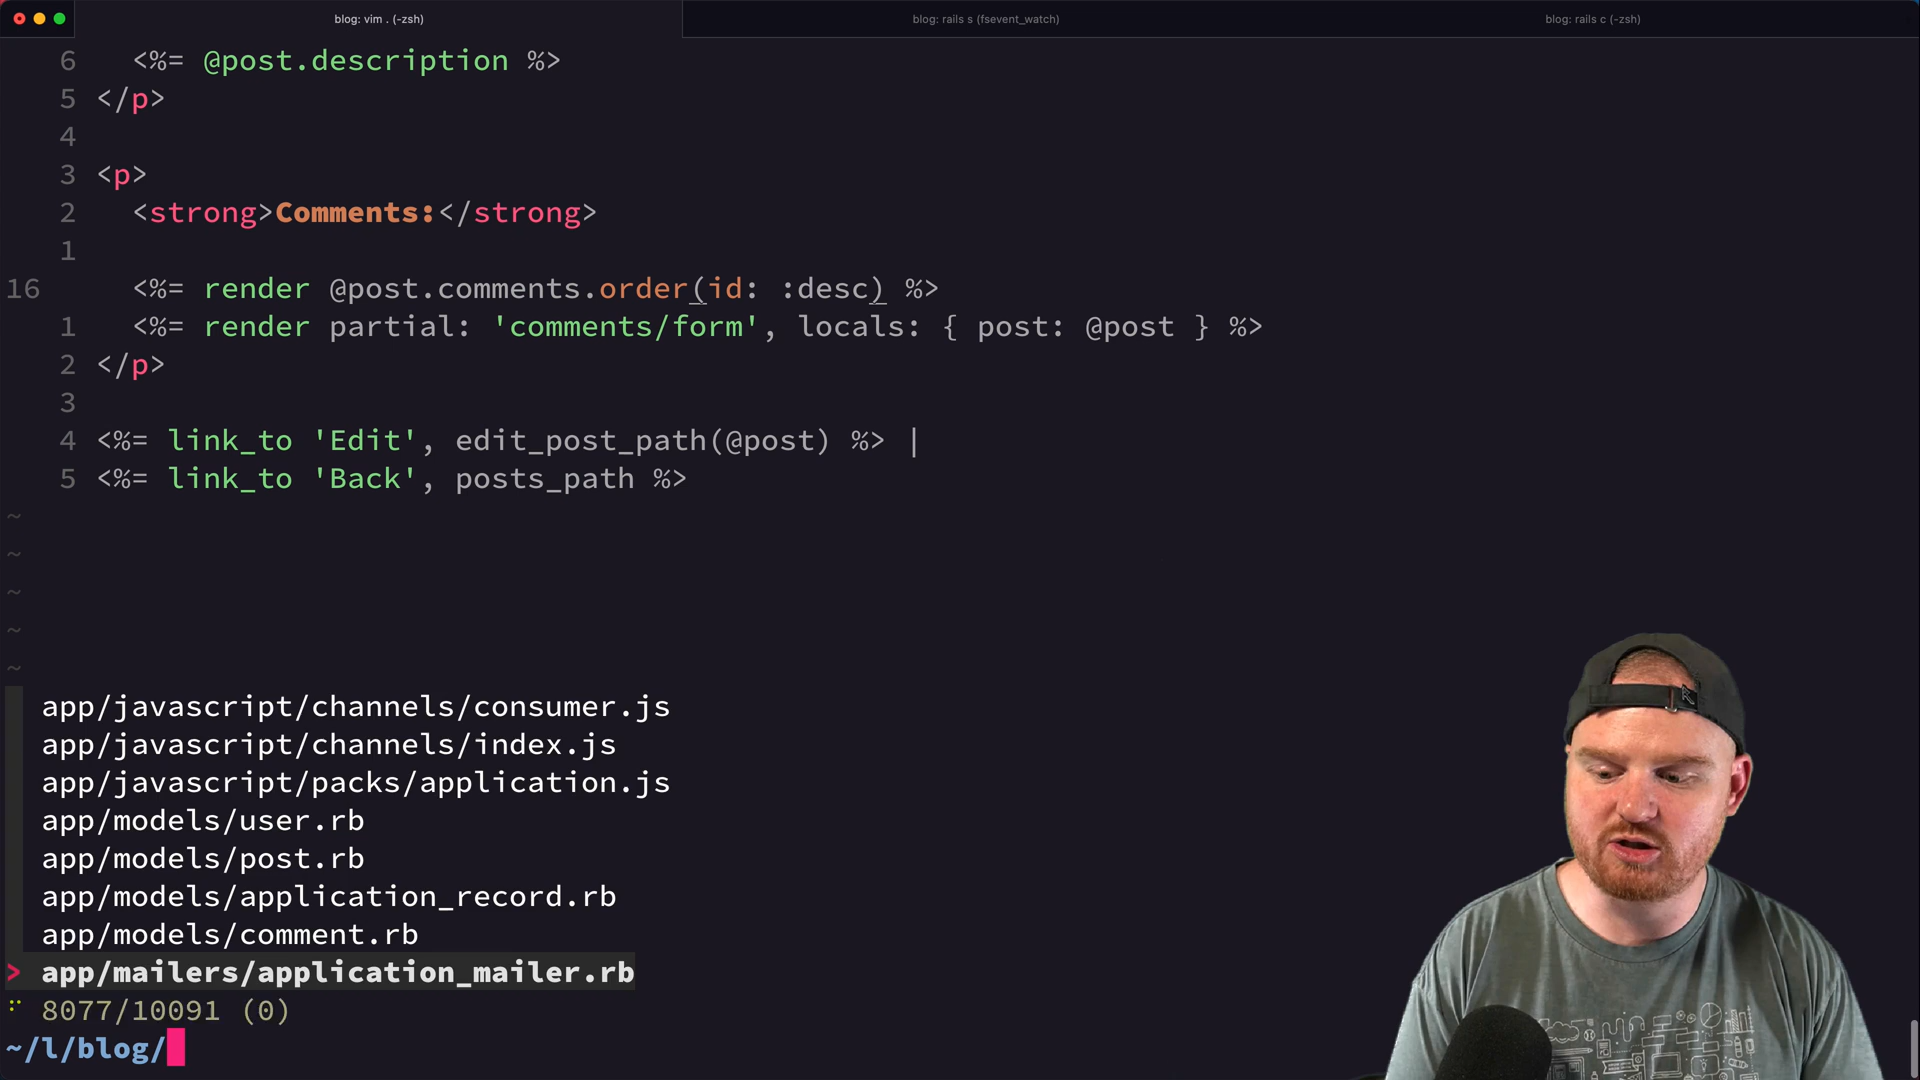 blog: vim . (-zsh)
blog: rails s (fsevent_watch)
blog: rails c (-zsh)
6 <%= @post.description %>
5 </p>
4
3 <p>
2 <strong>Comments:</strong>
1
16 <%= render @post.comments.order(id: :desc) %>
1 <%= render partial: 'comments/form', locals: { post: @post } %>
2 </p>
3
4 <%= link_to 'Edit', edit_post_path(@post) %> |
5 <%= link_to 'Back', posts_path %>
~
~
~
~
~
app/javascript/channels/consumer.js
app/javascript/channels/index.js
app/javascript/packs/application.js
app/models/user.rb
app/models/post.rb
app/models/application_record.rb
app/models/comment.rb
> app/mailers/application_mailer.rb
8077/10091 (0)
~/l/blog/